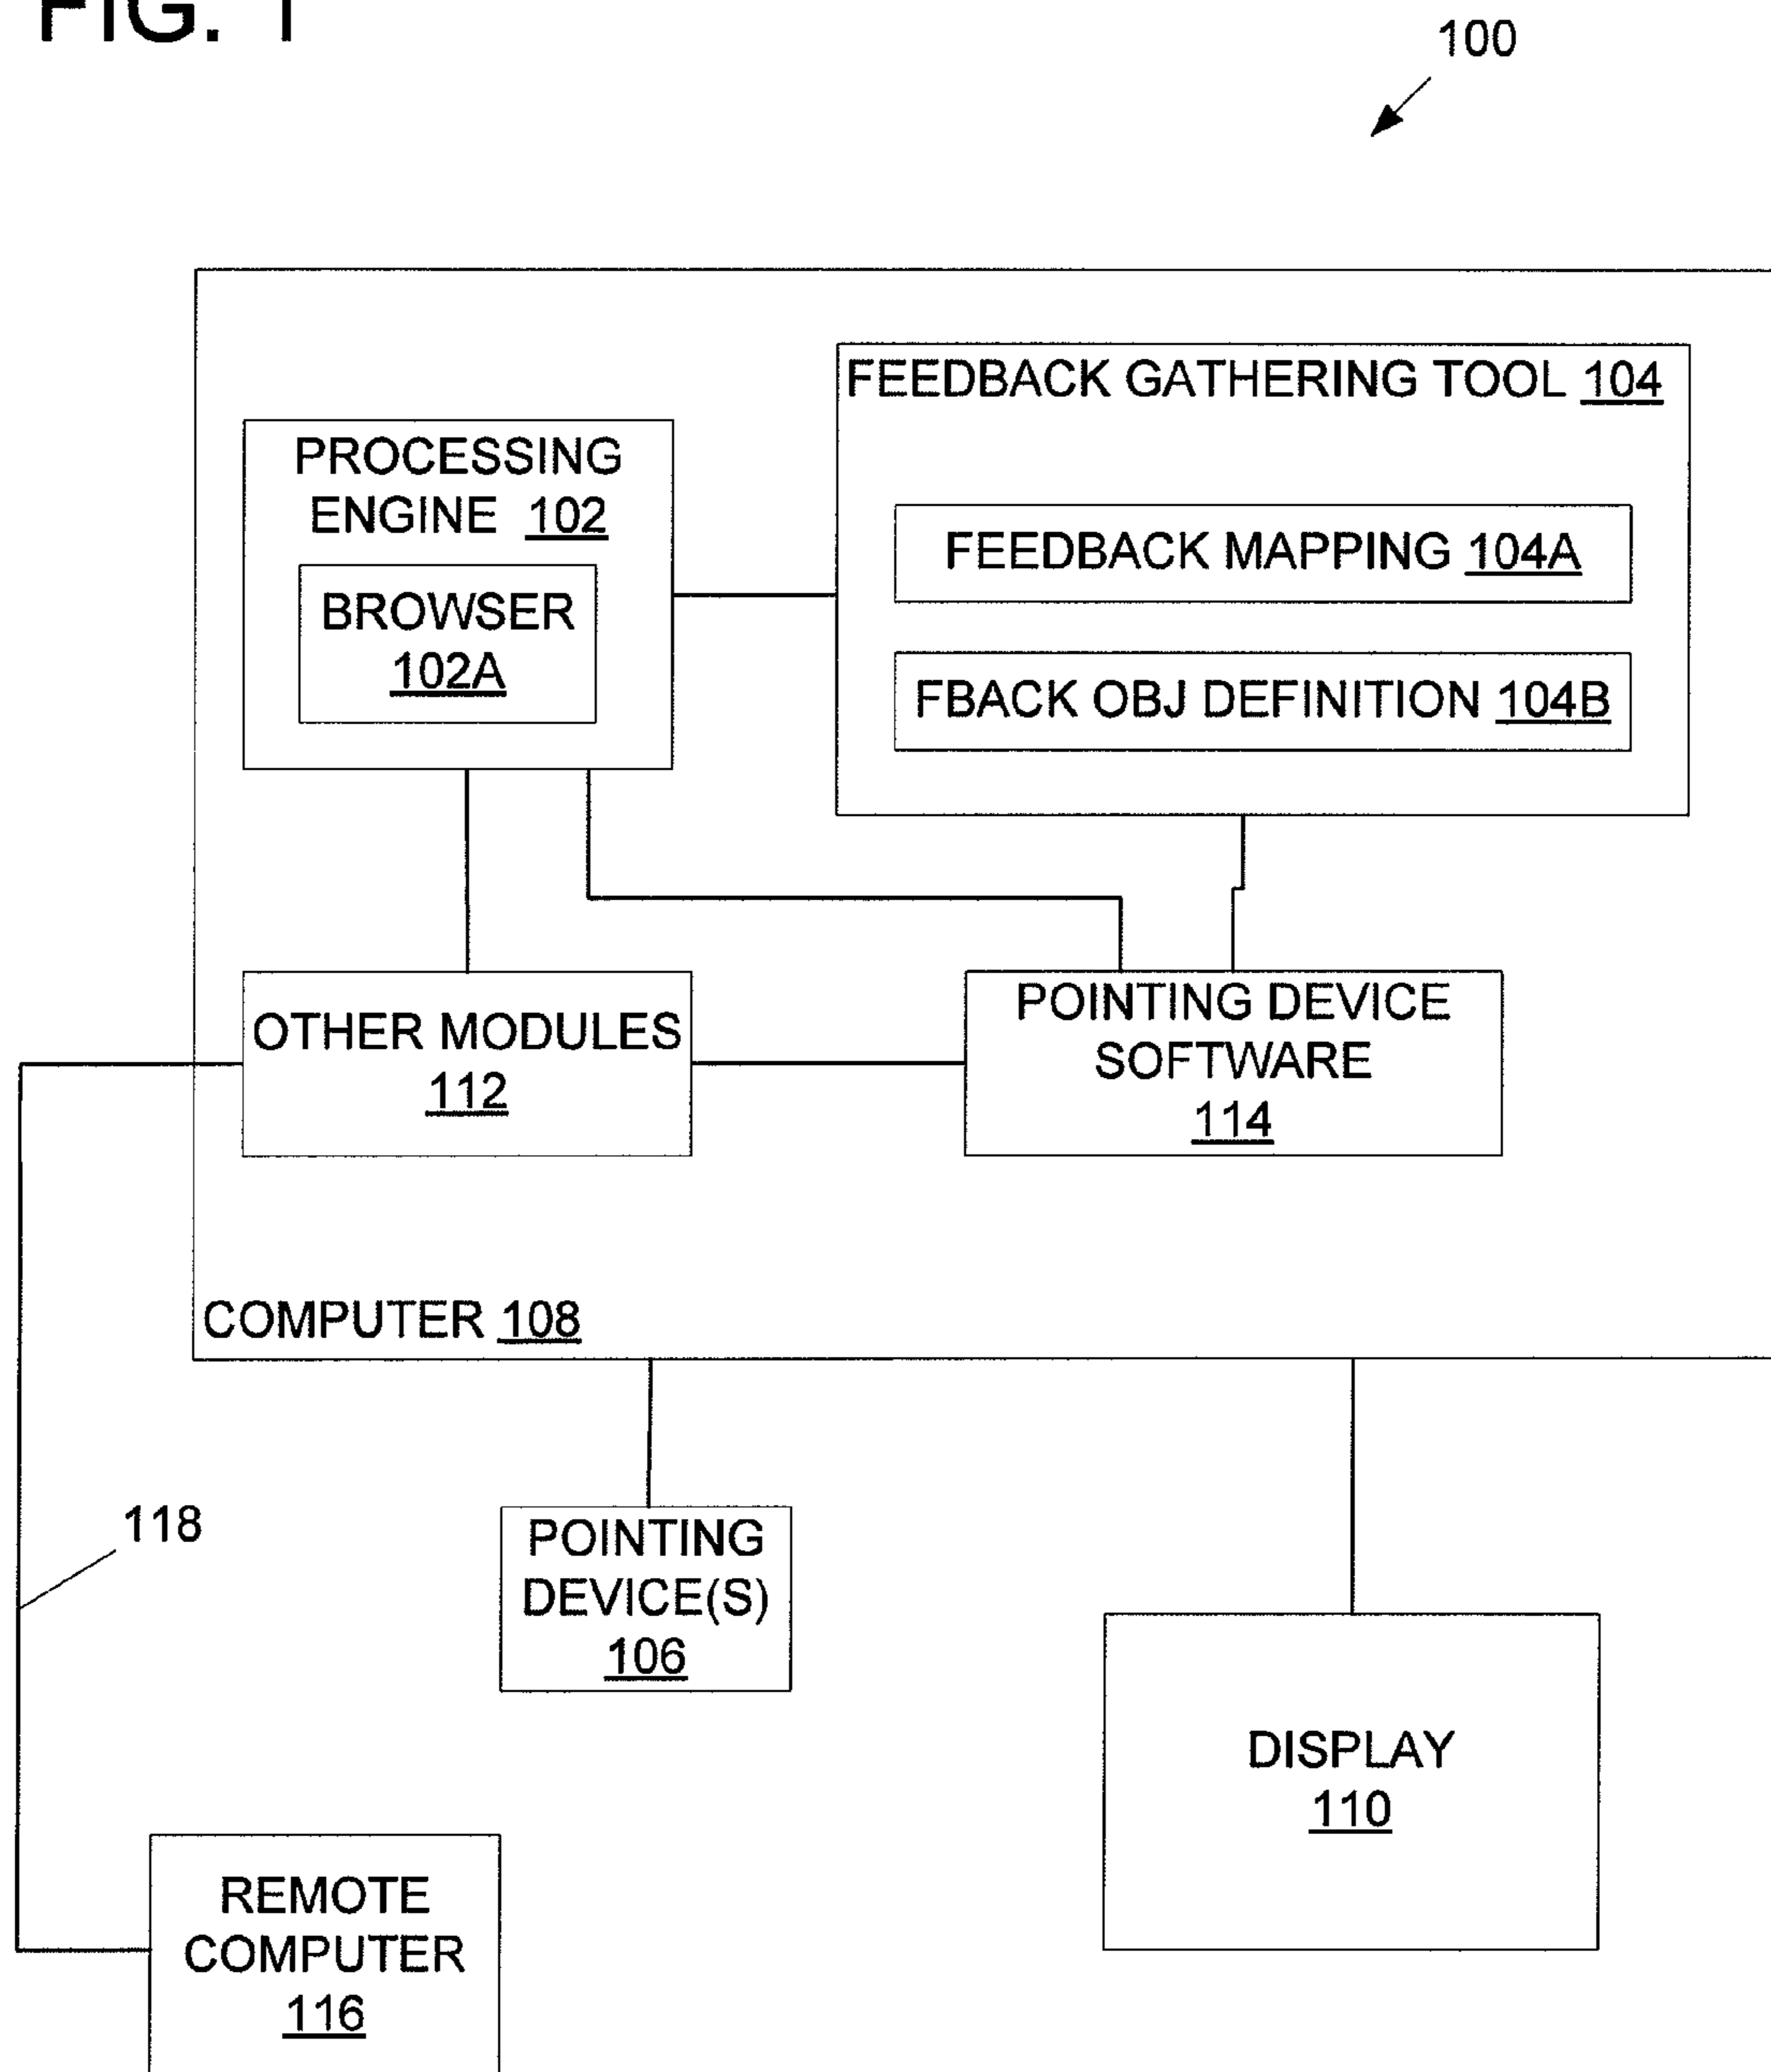 FIG. 1
100
FEEDBACK GATHERING TOOL 104
PROCESSING
ENGINE 102
FEEDBACK MAPPING 104A
BROWSER
102A
FBACK OBJ DEFINITION 104B
OTHER MODULES
112
POINTING DEVICE
SOFTWARE
114
COMPUTER 108
118
POINTING
DEVICE(S)
106
DISPLAY
110
REMOTE
COMPUTER
116